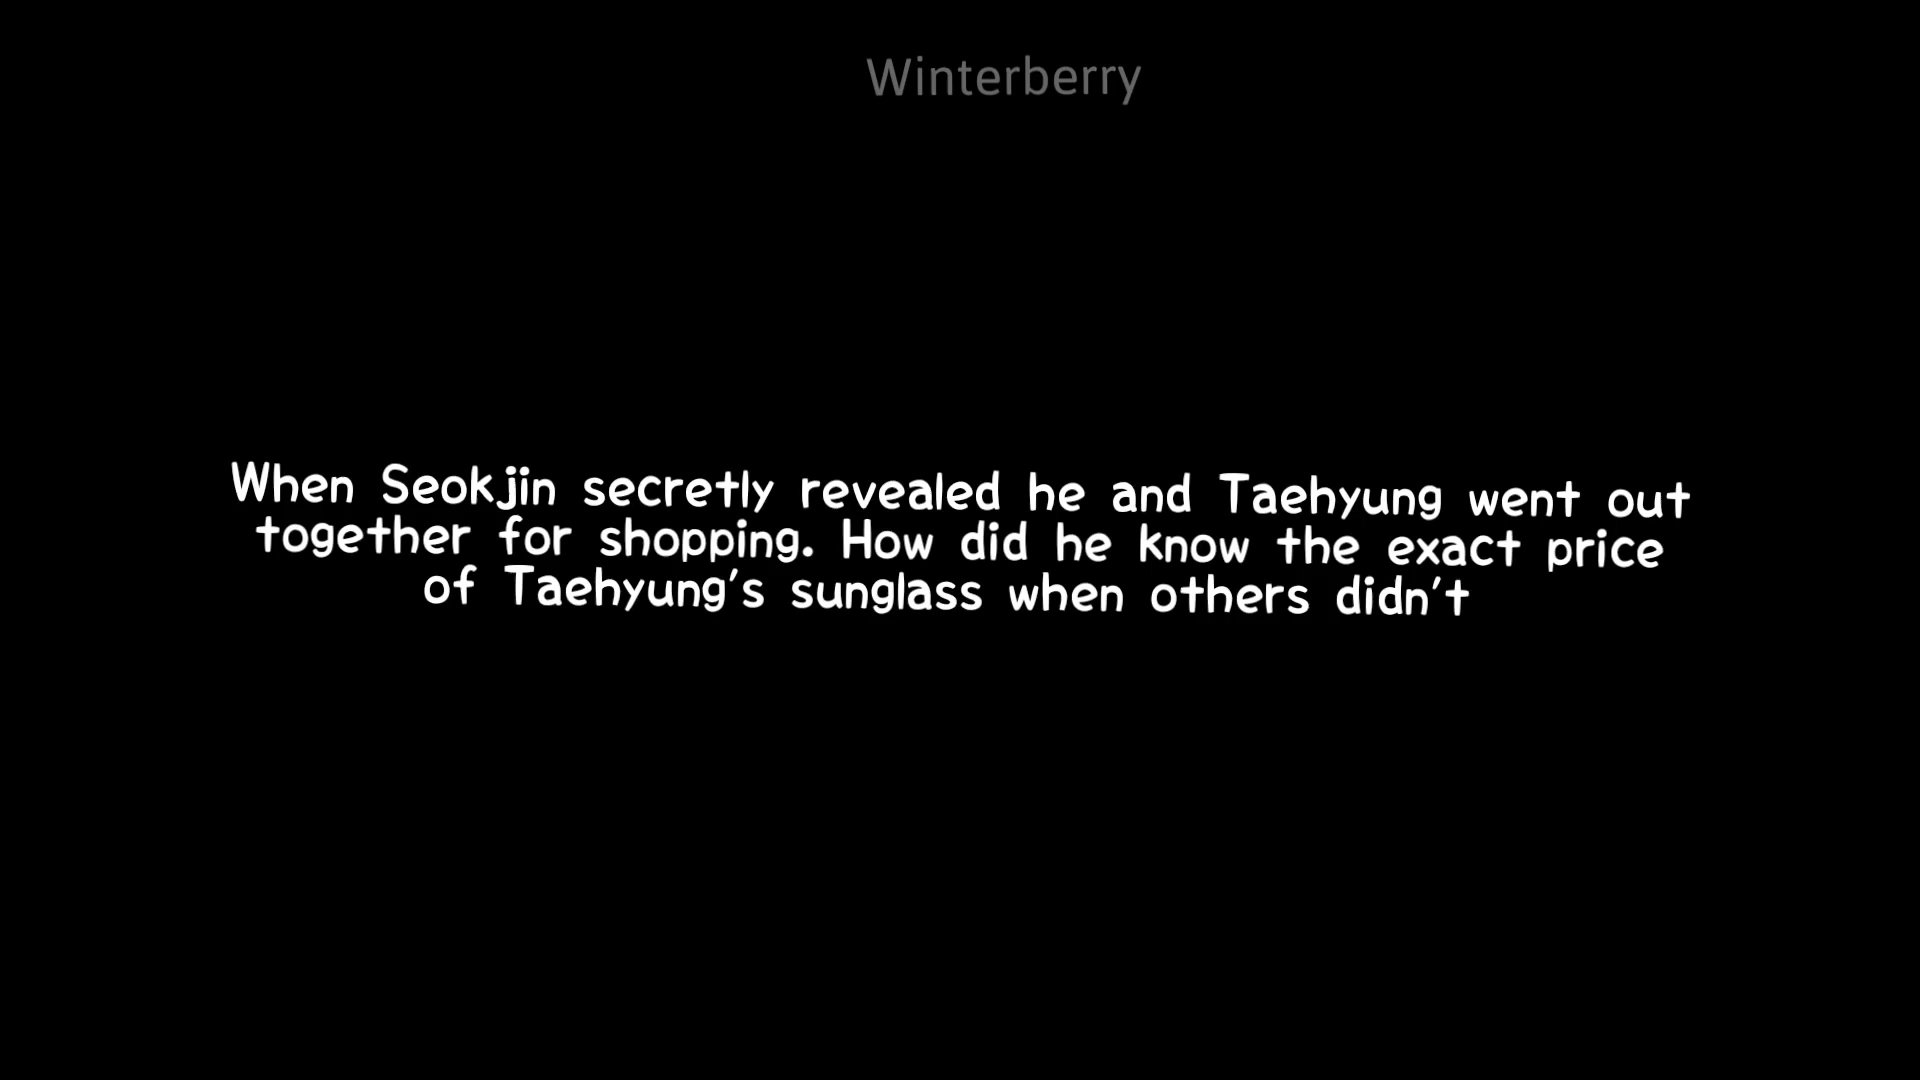 Winterberry
When Seokjin secretly revealed he and Taehyung went out
together for shopping. How did he know the exact price
of Taehyung's sunglass when others didn't